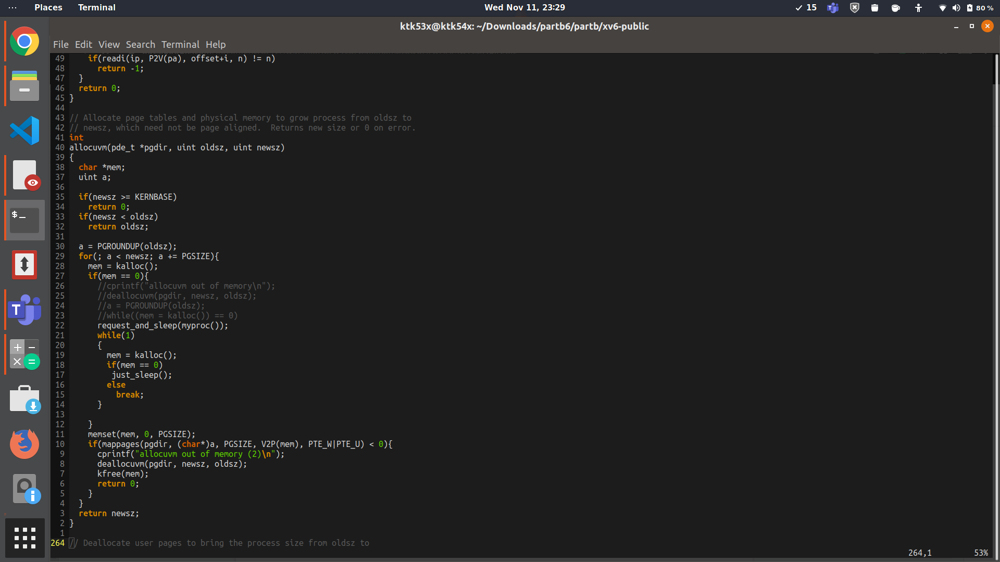 Places Terminal Wed Nov 11, 23:29 15 80 %
ktk53x@ktk54x: ~/Downloads/partb6/partb/xv6-public
File Edit View Search Terminal Help
49     if(readi(ip, P2V(pa), offset+i, n) != n)
48       return -1;
47   }
46   return 0;
45 }
44
43 // Allocate page tables and physical memory to grow process from oldsz to
42 // newsz, which need not be page aligned.  Returns new size or 0 on error.
41 int
40 allocuvm(pde_t *pgdir, uint oldsz, uint newsz)
39 {
38   char *mem;
37   uint a;
36
35   if(newsz >= KERNBASE)
34     return 0;
33   if(newsz < oldsz)
32     return oldsz;
31
30   a = PGROUNDUP(oldsz);
29   for(; a < newsz; a += PGSIZE){
28     mem = kalloc();
27     if(mem == 0){
26       //cprintf("allocuvm out of memory\n");
25       //deallocuvm(pgdir, newsz, oldsz);
24       //a = PGROUNDUP(oldsz);
23       //while((mem = kalloc()) == 0)
22       request_and_sleep(myproc());
21       while(1)
20       {
19         mem = kalloc();
18         if(mem == 0)
17          just_sleep();
16         else
15           break;
14       }
13
12     }
11     memset(mem, 0, PGSIZE);
10     if(mappages(pgdir, (char*)a, PGSIZE, V2P(mem), PTE_W|PTE_U) < 0){
9       cprintf("allocuvm out of memory (2)\n");
8       deallocuvm(pgdir, newsz, oldsz);
7       kfree(mem);
6       return 0;
5     }
4   }
3   return newsz;
2 }
1
264 // Deallocate user pages to bring the process size from oldsz to
264,1 53%